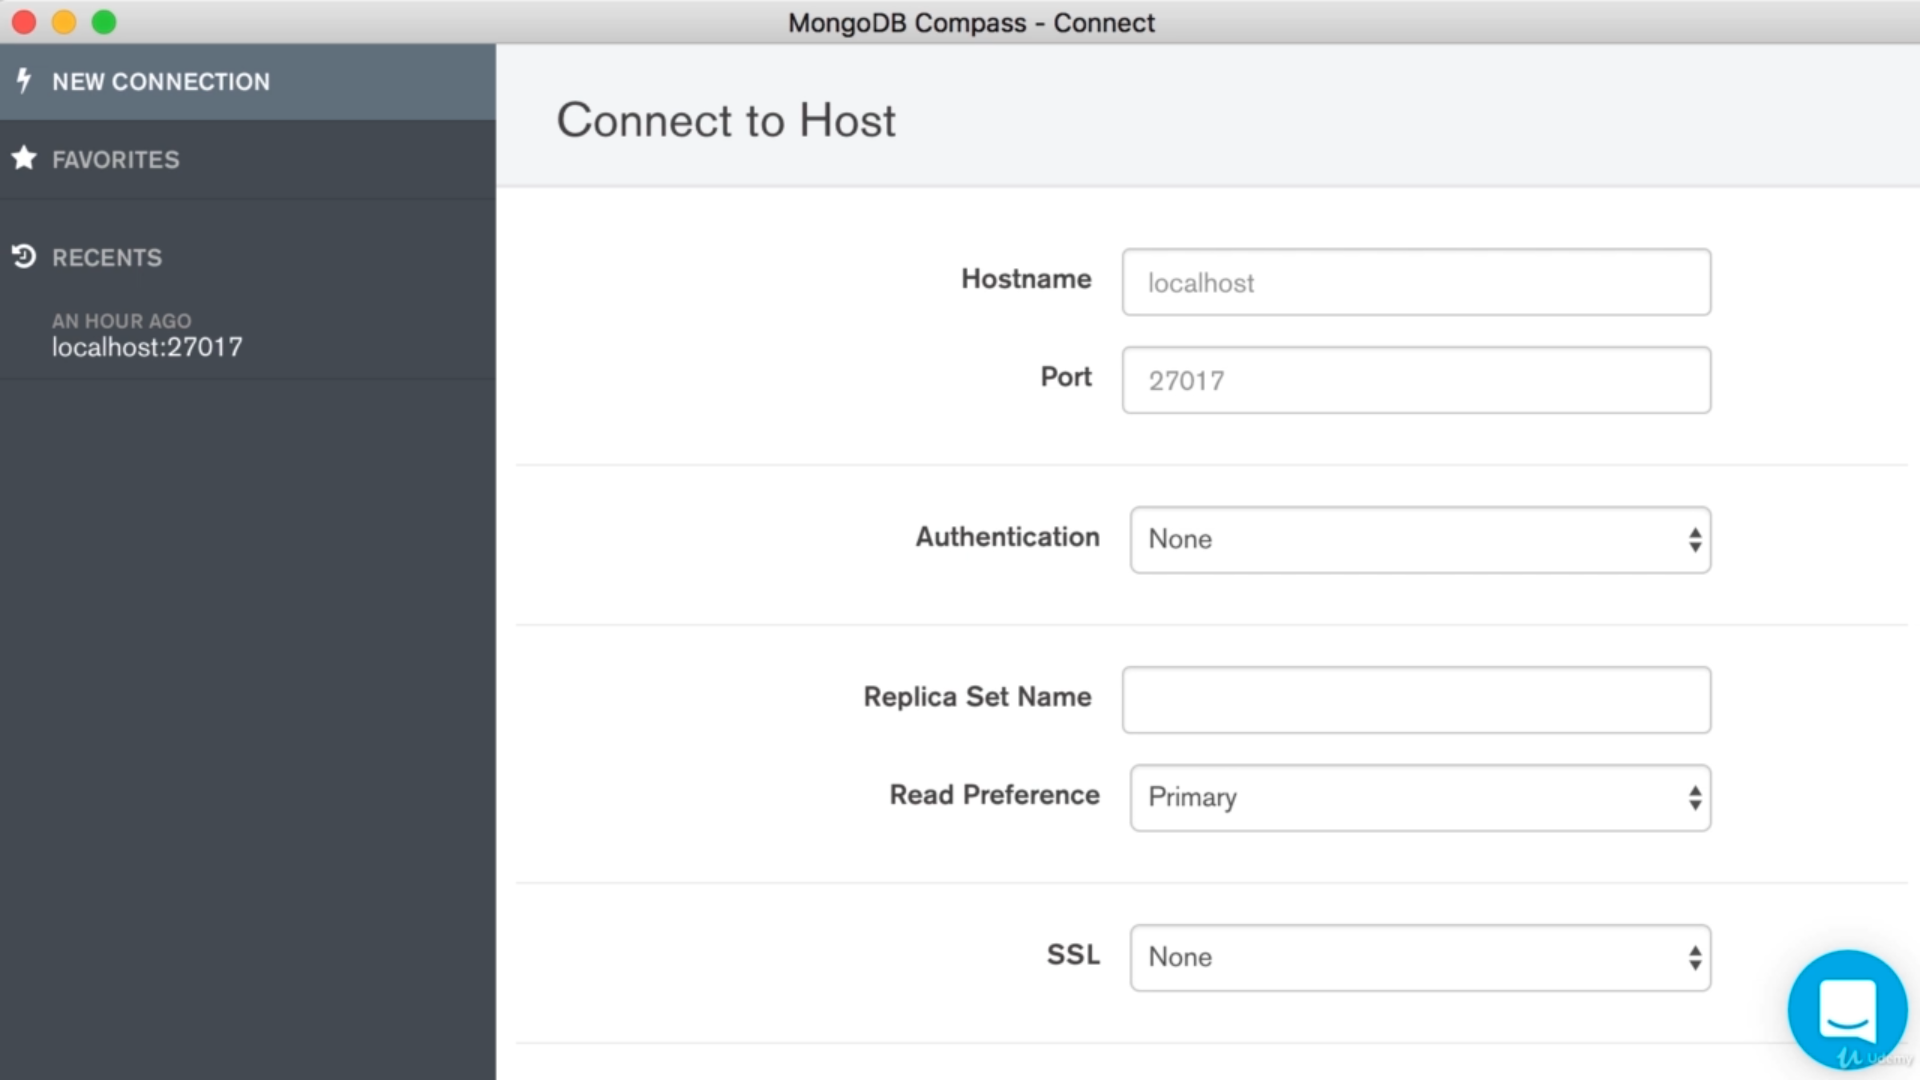 MongoDB Compass - Connect
NEW CONNECTION
FAVORITES
RECENTS
AN HOUR AGO
localhost:27017
Connect to Host
Hostname
localhost
Port
27017
Authentication
None
Replica Set Name
Read Preference
Primary
SSL
None
Udemy